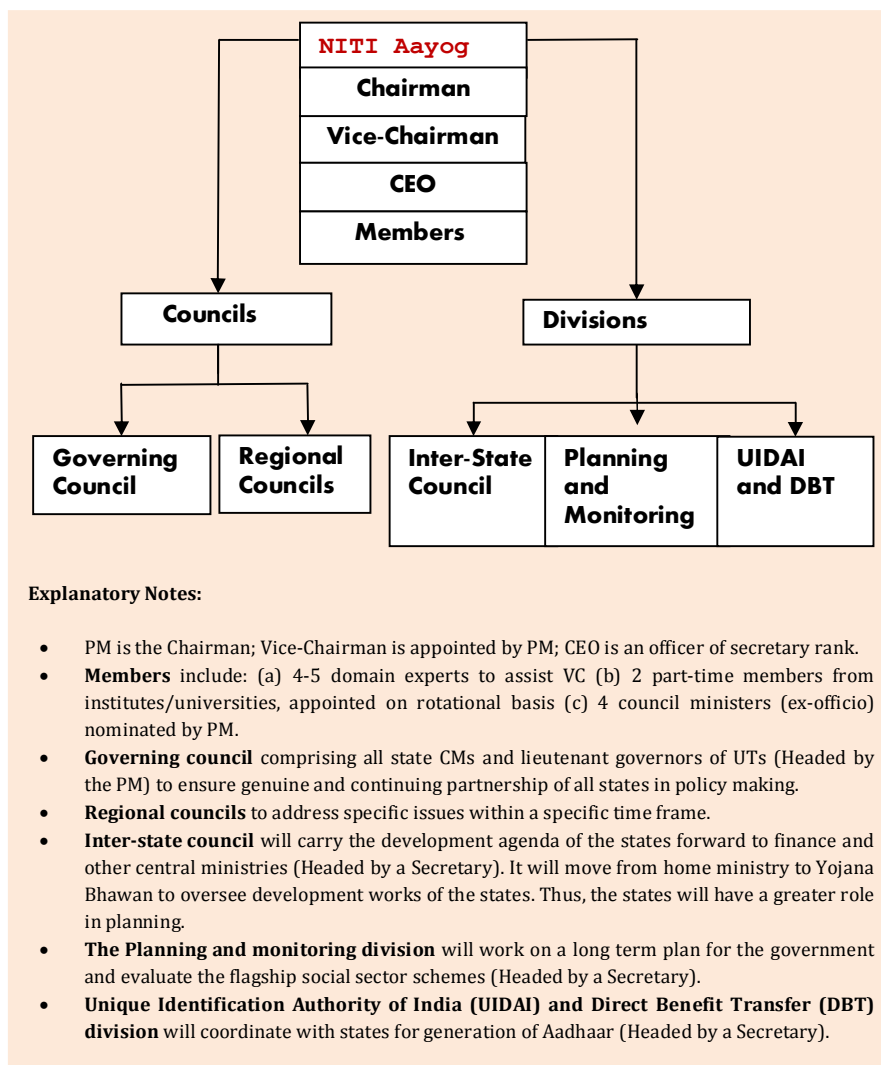 NITI Aayog
Chairman
Vice-Chairman
CEO
Members
Councils
Divisions
Governing
Council
Regional
Councils
Inter-State
Council
Planning
and
Monitoring
UIDAI
and DBT
Explanatory Notes:
• PM is the Chairman; Vice-Chairman is appointed by PM; CEO is an officer of secretary rank.
• Members include: (a) 4-5 domain experts to assist VC (b) 2 part-time members from
institutes/universities, appointed on rotational basis (c) 4 council ministers (ex-officio)
nominated by PM.
• Governing council comprising all state CMs and lieutenant governors of UTs (Headed by
the PM) to ensure genuine and continuing partnership of all states in policy making.
• Regional councils to address specific issues within a specific time frame.
• Inter-state council will carry the development agenda of the states forward to finance and
other central ministries (Headed by a Secretary). It will move from home ministry to Yojana
Bhawan to oversee development works of the states. Thus, the states will have a greater role
in planning.
• The Planning and monitoring division will work on a long term plan for the government
and evaluate the flagship social sector schemes (Headed by a Secretary).
• Unique Identification Authority of India (UIDAI) and Direct Benefit Transfer (DBT)
division will coordinate with states for generation of Aadhaar (Headed by a Secretary).